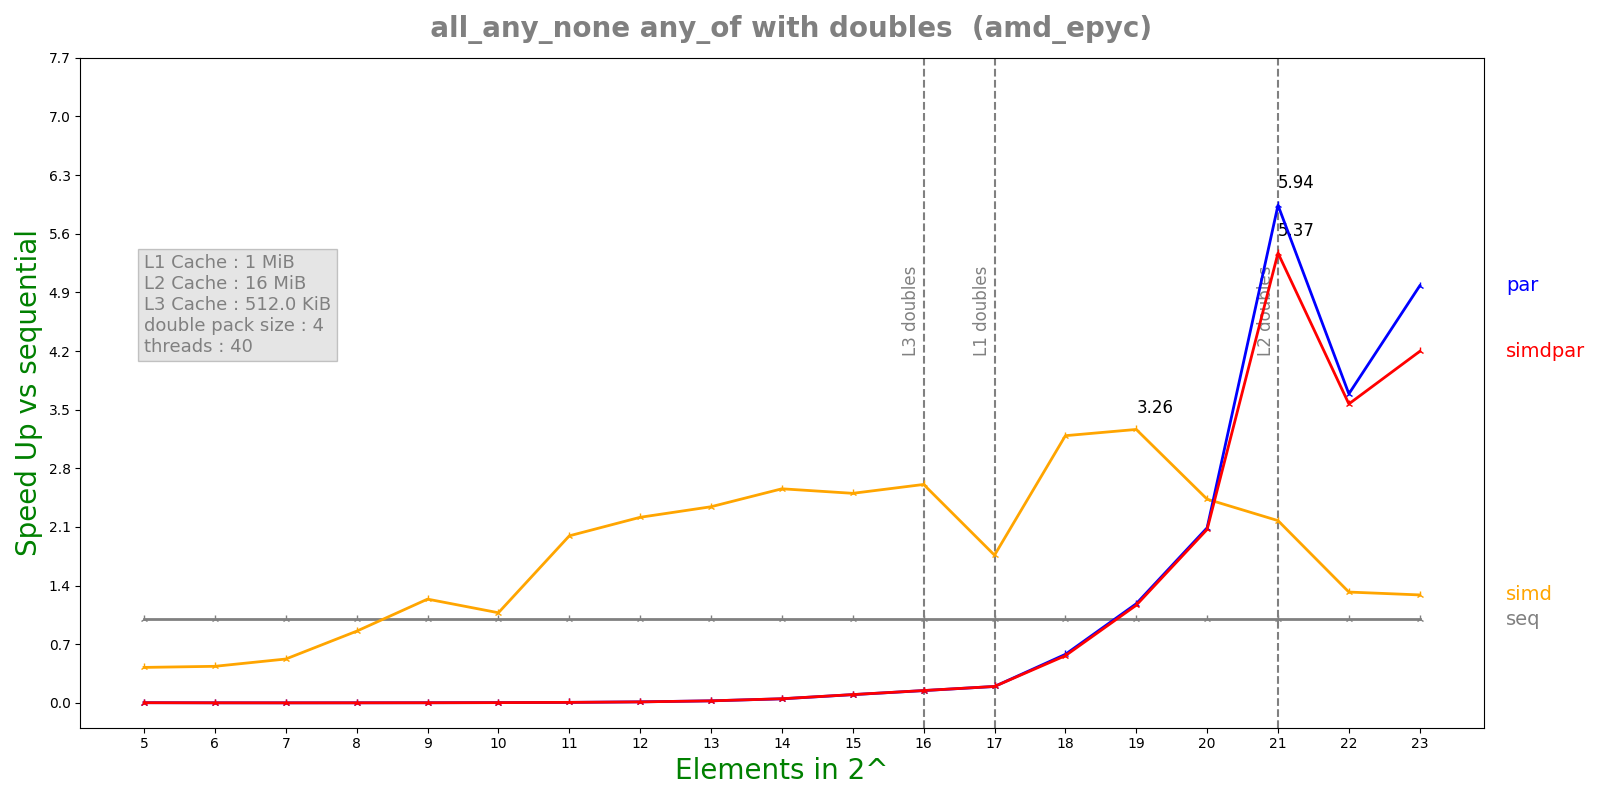 all_any_none any_of with doubles  (amd_epyc)
Speed Up vs sequential
7.7
7.0
6.3
5.6
4.9
4.2
3.5
2.8
2.1
1.4
0.7
0.0
L1 Cache : 1 MiB
L2 Cache : 16 MiB
L3 Cache : 512.0 KiB
double pack size : 4
threads : 40
L3 doubles
L1 doubles
L2 doubles
5.94
5.37
3.26
par
simdpar
simd
seq
5 6 7 8 9 10 11 12 13 14 15 16 17 18 19 20 21 22 23
Elements in 2^